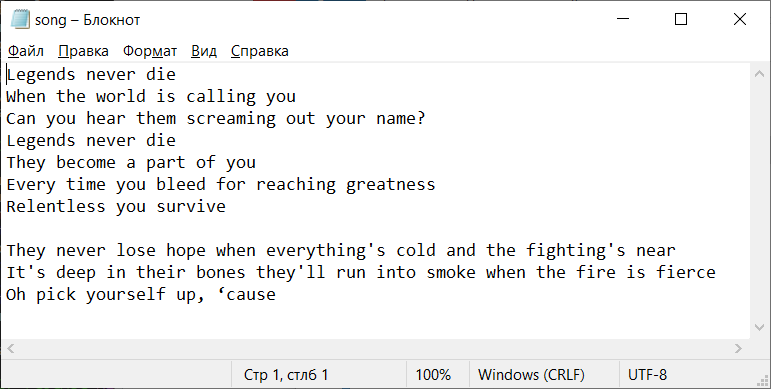 song – Блокнот
Файл Правка Формат Вид Справка
Legends never die
When the world is calling you
Can you hear them screaming out your name?
Legends never die
They become a part of you
Every time you bleed for reaching greatness
Relentless you survive

They never lose hope when everything's cold and the fighting's near
It's deep in their bones they'll run into smoke when the fire is fierce
Oh pick yourself up, ‘cause
Стр 1, стлб 1 100% Windows (CRLF) UTF-8